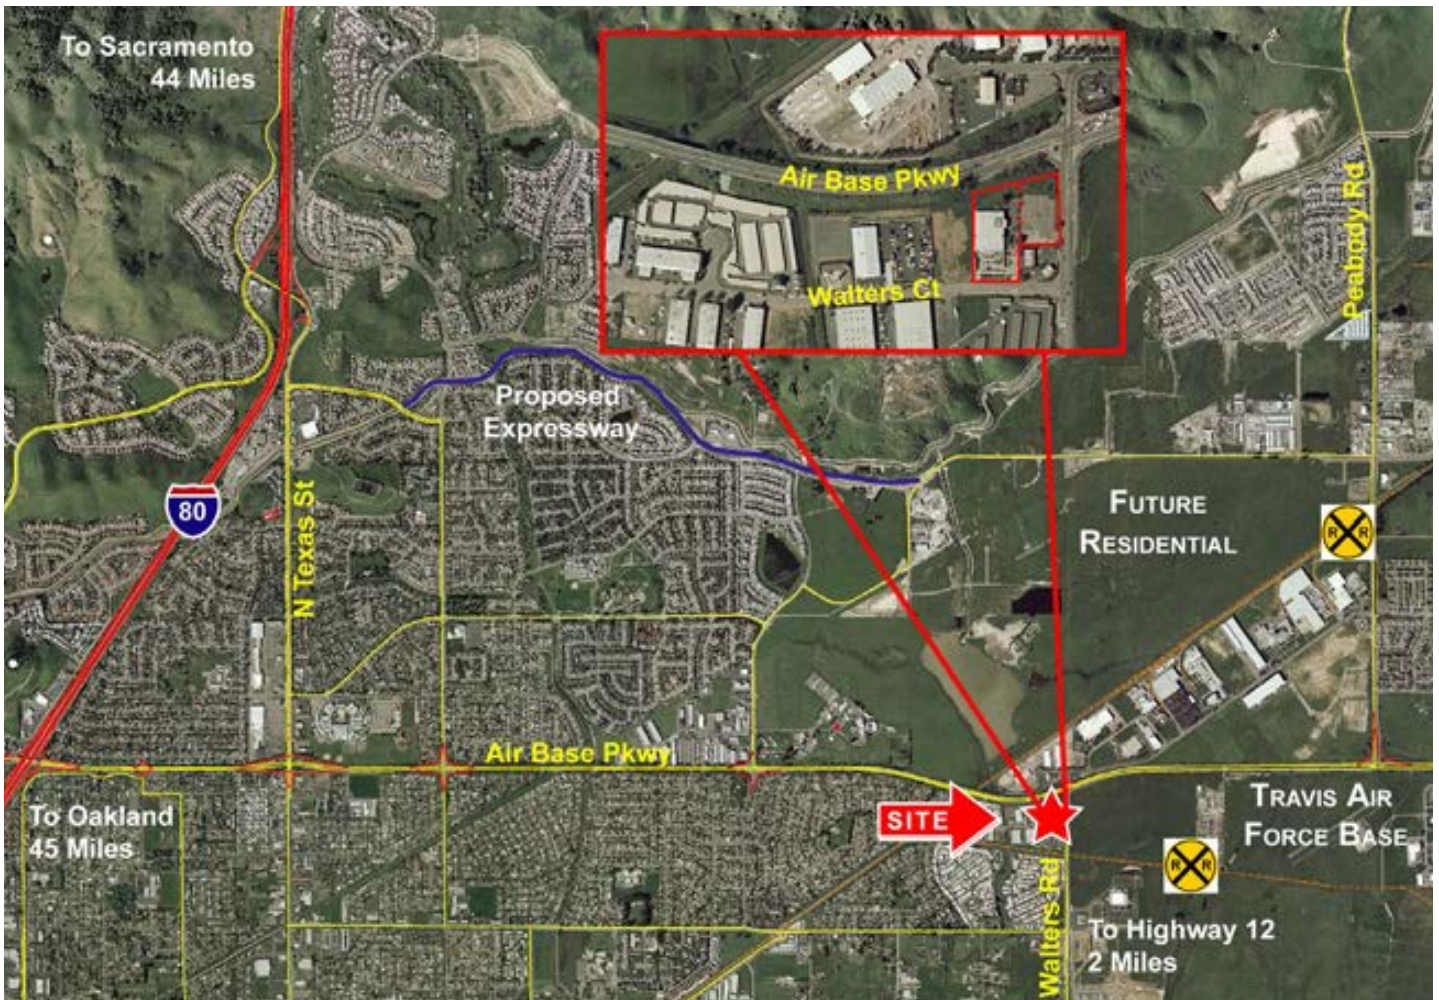 To Sacramento
44 Miles
Air Base Pkwy
Walters Ct
Peabody Rd
Proposed
Expressway
80
N Texas St
FUTURE
RESIDENTIAL
R R
Air Base Pkwy
To Oakland
45 Miles
SITE
TRAVIS AIR
FORCE BASE
R R
Walters Rd
To Highway 12
2 Miles